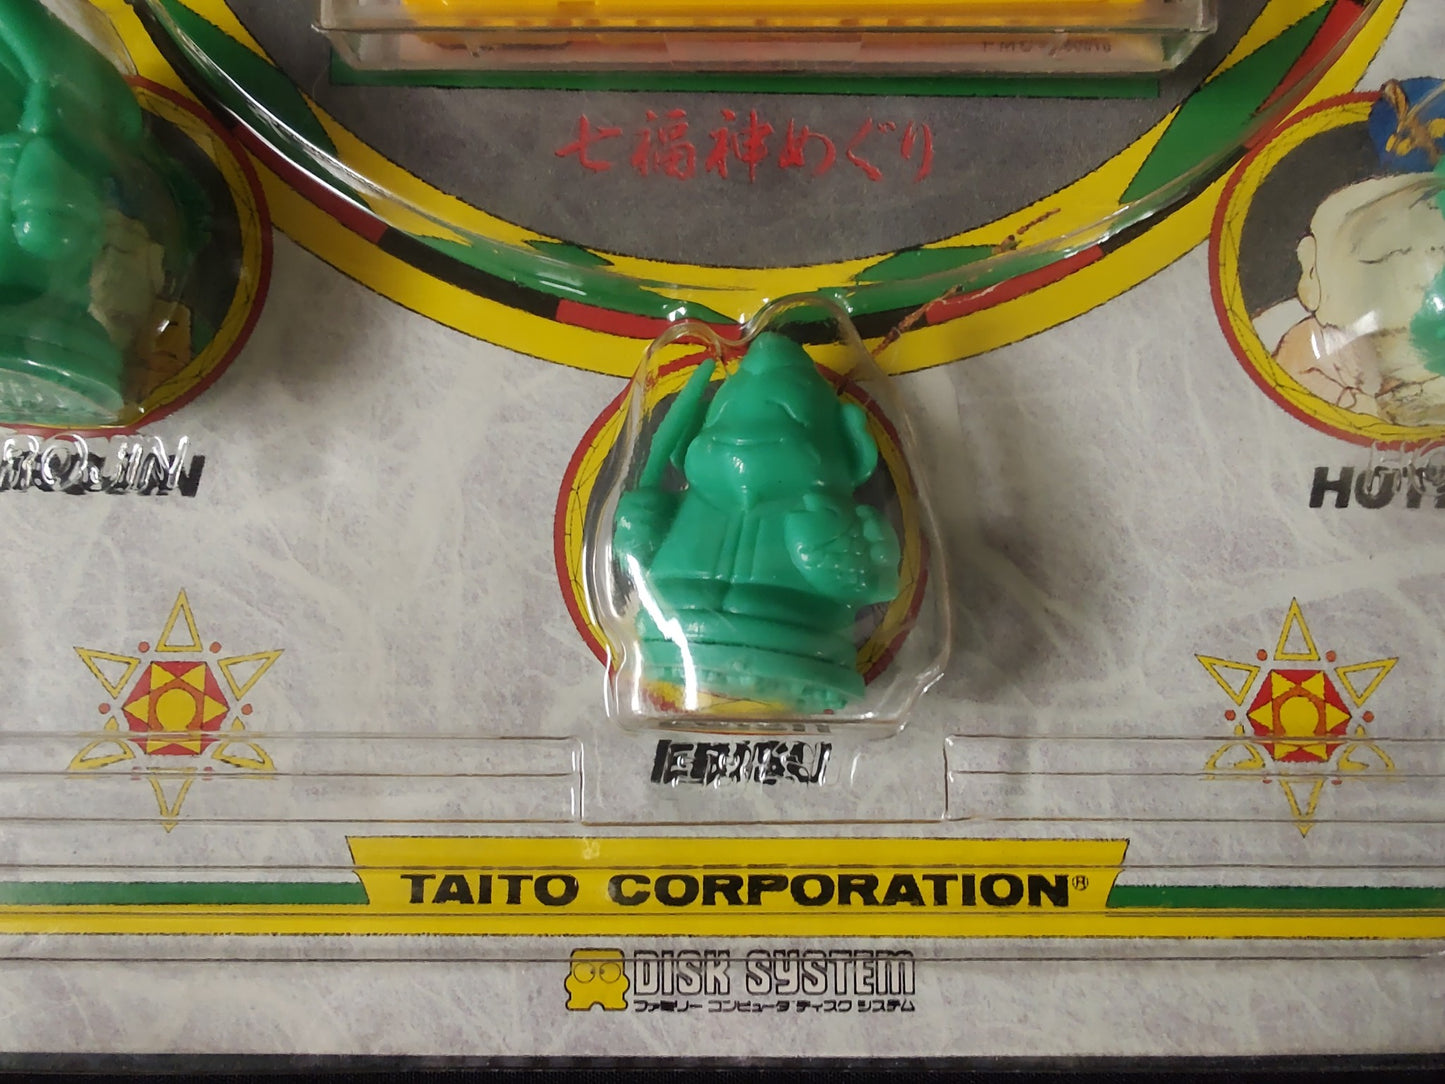 七福神めぐり
EBISU
TAITO CORPORATION®
DISK SYSTEM
ファミリー コンピュータ ディスク システム